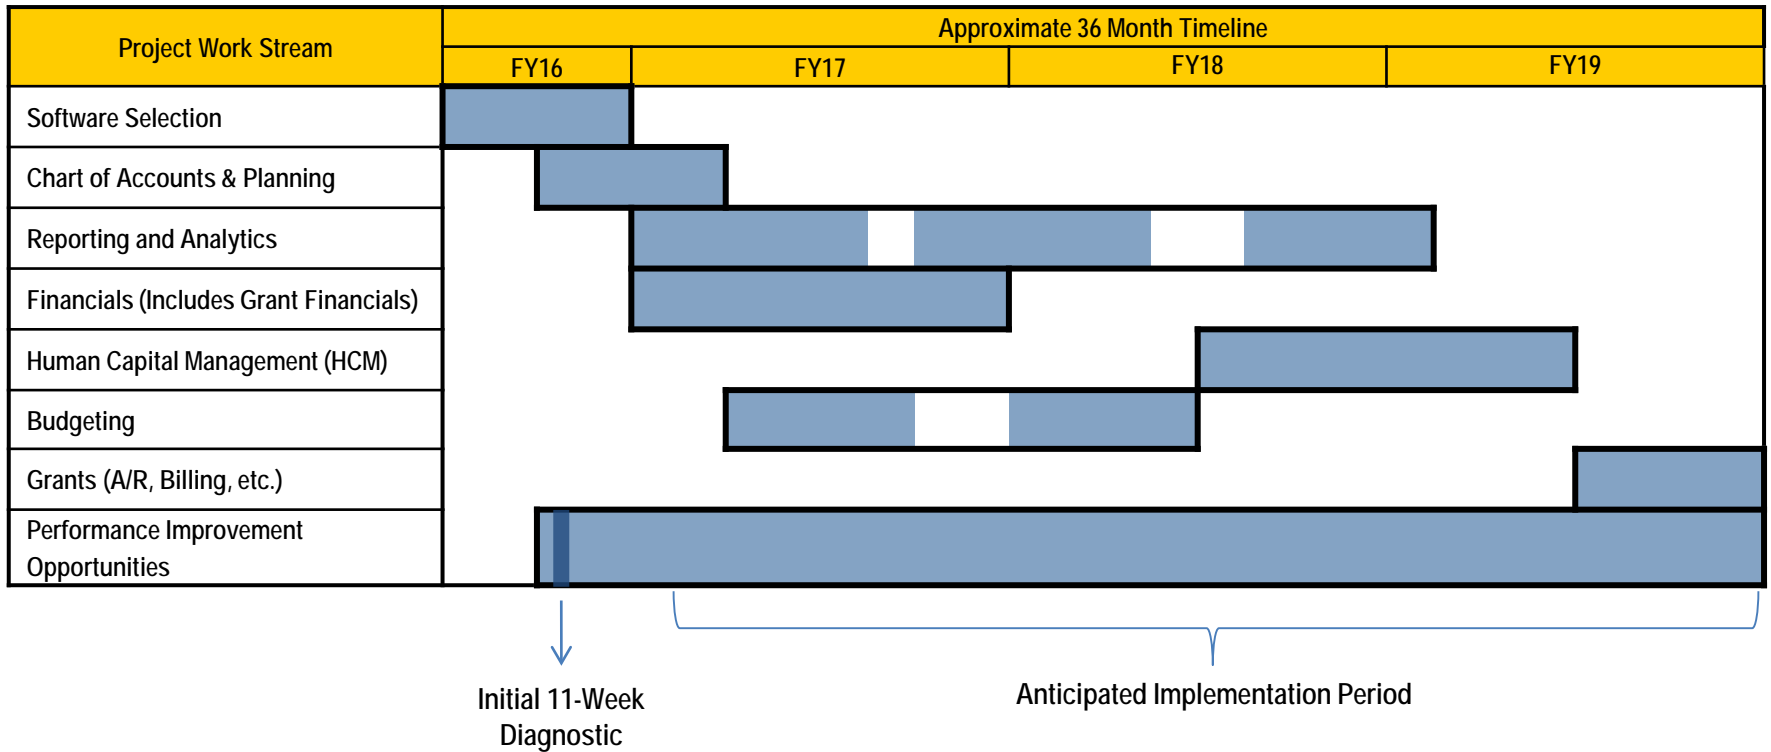 Project Work Stream
Approximate 36 Month Timeline
FY16
FY17
FY18
FY19
Software Selection
Chart of Accounts & Planning
Reporting and Analytics
Financials (Includes Grant Financials)
Human Capital Management (HCM)
Budgeting
Grants (A/R, Billing, etc.)
Performance Improvement
Opportunities
Initial 11-Week
Diagnostic
Anticipated Implementation Period